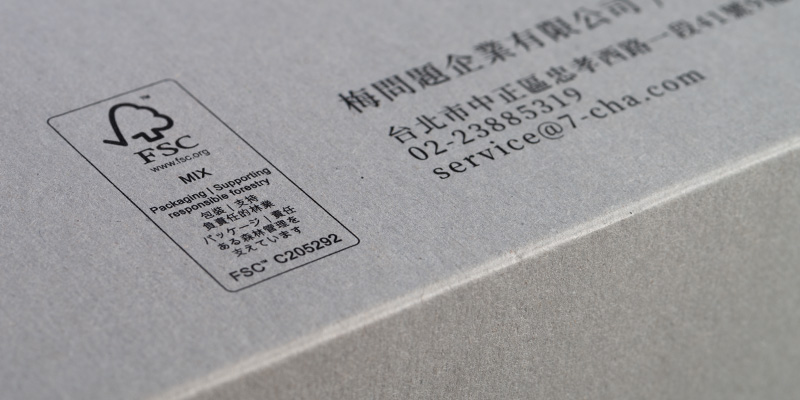 FSC
www.fsc.org
MIX
Packaging | Supporting
responsible forestry
包裝 | 支持
負責任的林業
パッケージ | 責任
ある森林管理を
支えています
FSC™ C205292
梅問題企業有限公司
台北市中正區忠孝西路一段41號
02-23885319
service@7-cha.com